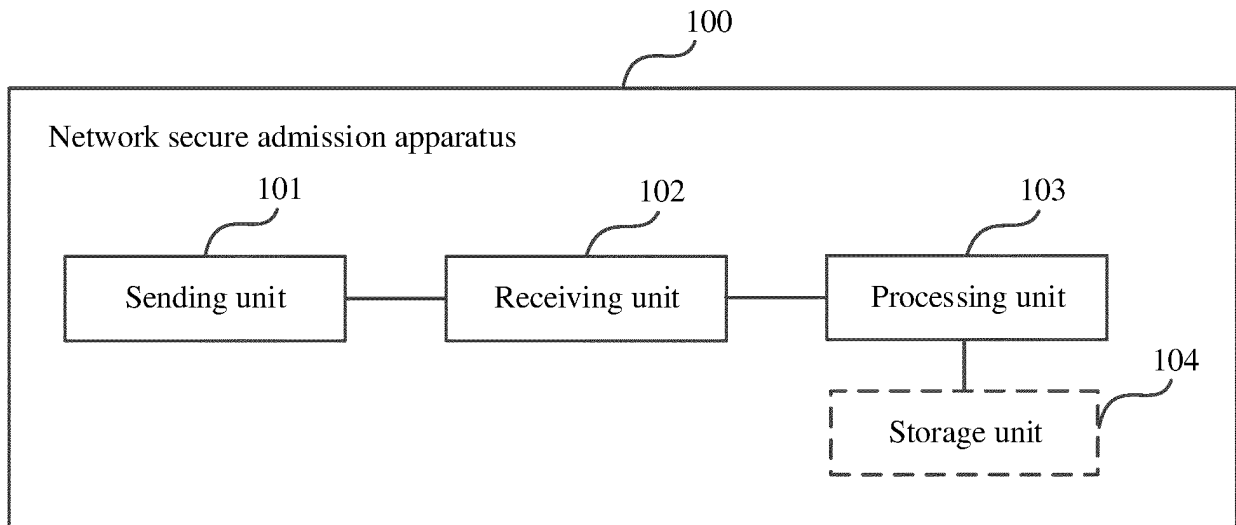 100
Network secure admission apparatus
101
102
103
Sending unit
Receiving unit
Processing unit
104
Storage unit